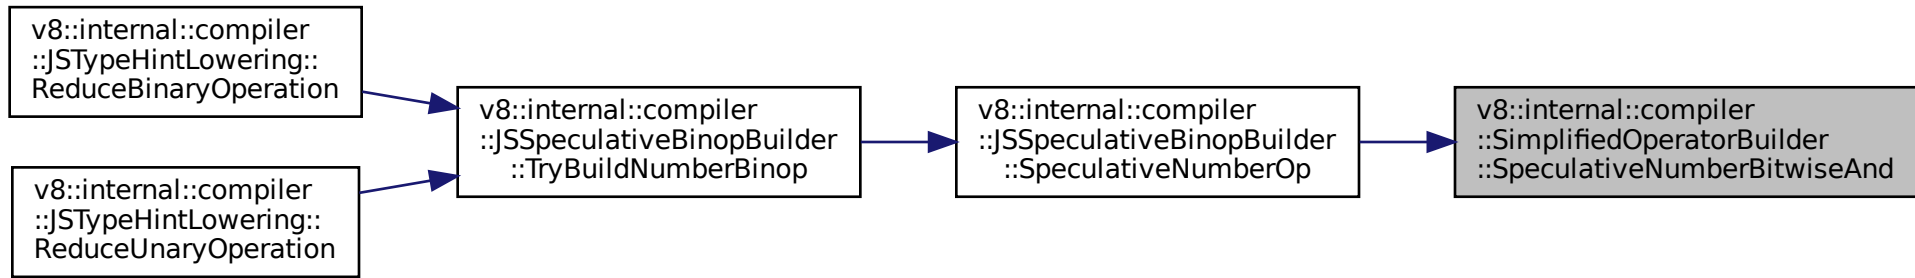 v8::internal::compiler
::JSTypeHintLowering::
ReduceBinaryOperation
v8::internal::compiler
::JSTypeHintLowering::
ReduceUnaryOperation
v8::internal::compiler
::JSSpeculativeBinopBuilder
::TryBuildNumberBinop
v8::internal::compiler
::JSSpeculativeBinopBuilder
::SpeculativeNumberOp
v8::internal::compiler
::SimplifiedOperatorBuilder
::SpeculativeNumberBitwiseAnd